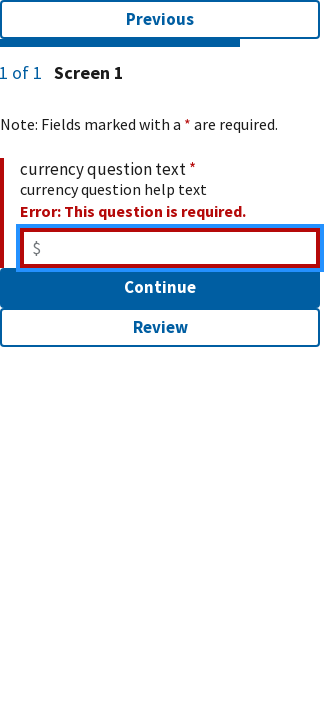 Previous
1 of 1 Screen 1
Note: Fields marked with a * are required.
currency question text *
currency question help text
Error: This question is required.
$
Continue
Review